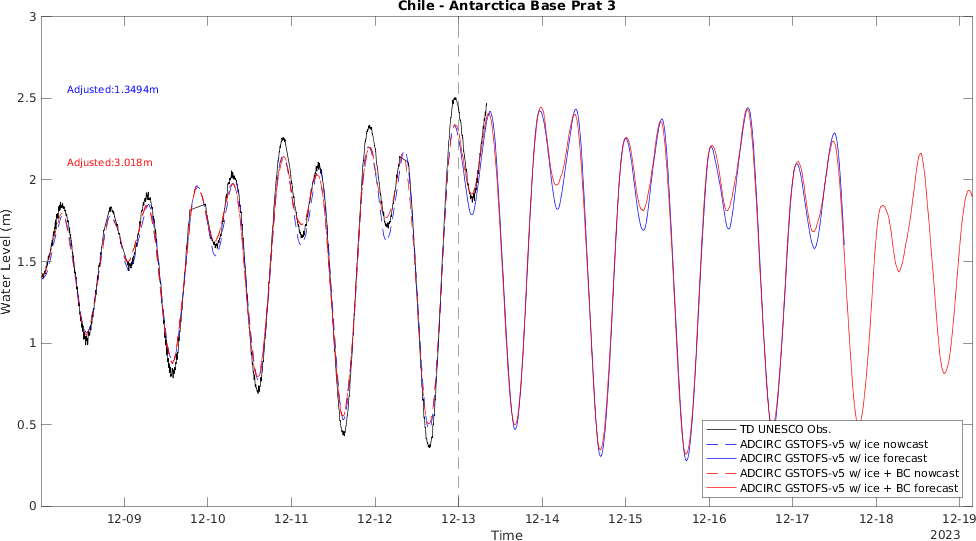 Chile - Antarctica Base Prat 3
3
2.5
2
1.5
1
0.5
0
Water Level (m)
Adjusted:1.3494m
Adjusted:3.018m
TD UNESCO Obs.
ADCIRC GSTOFS-v5 w/ ice nowcast
ADCIRC GSTOFS-v5 w/ ice forecast
ADCIRC GSTOFS-v5 w/ ice + BC nowcast
ADCIRC GSTOFS-v5 w/ ice + BC forecast
12-09 12-10 12-11 12-12 12-13 12-14 12-15 12-16 12-17 12-18 12-19
2023
Time